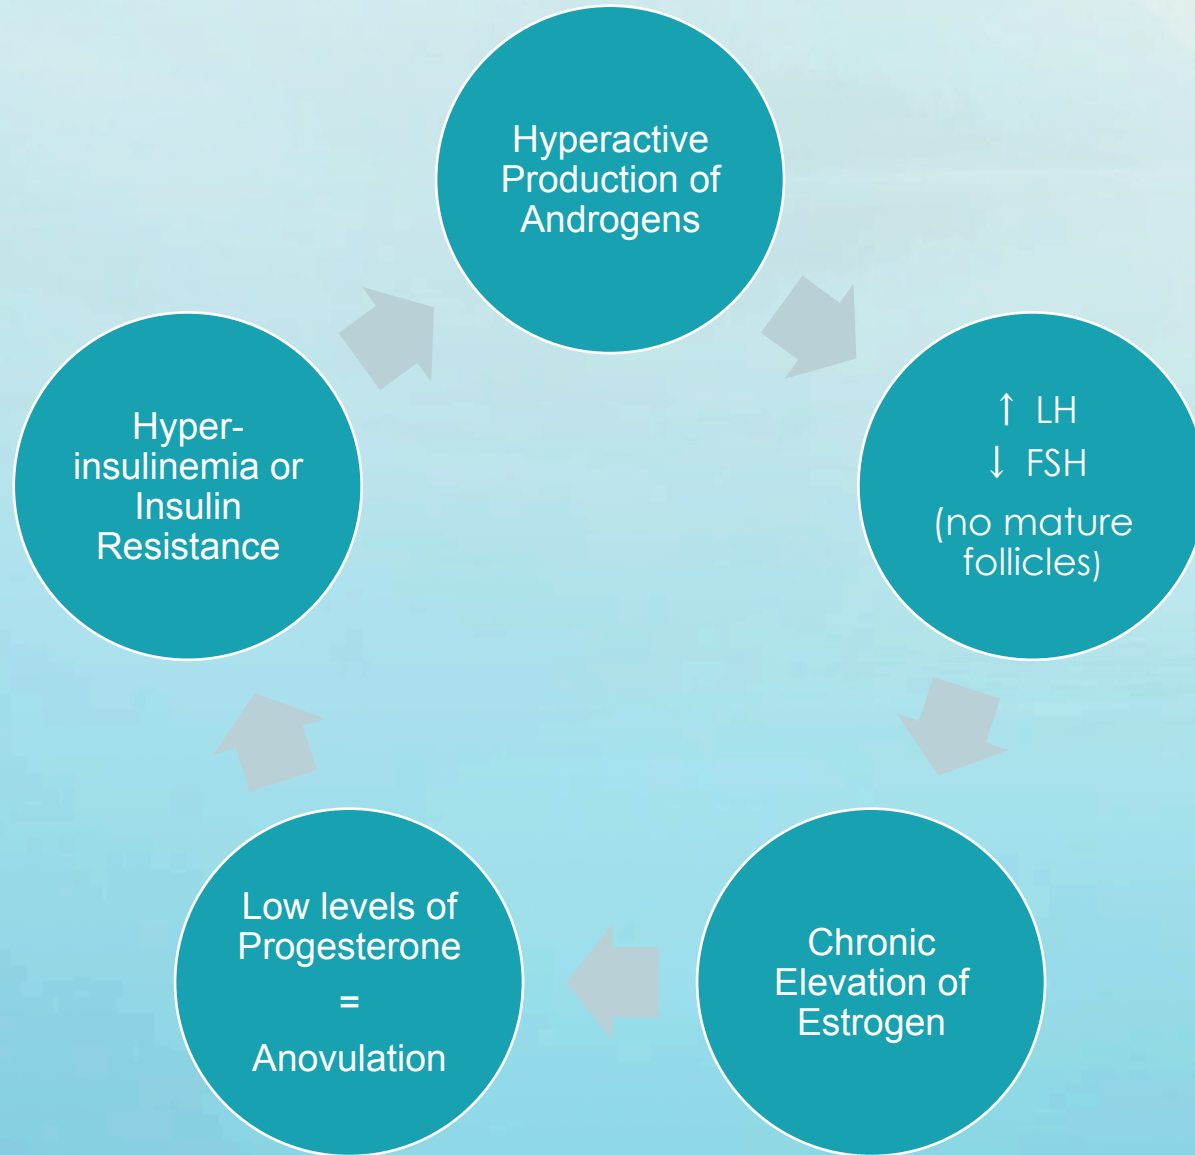 Hyperactive
Production of
Androgens
↑ LH
↓ FSH
(no mature
follicles)
Chronic
Elevation of
Estrogen
Low levels of
Progesterone
=
Anovulation
Hyper-
insulinemia or
Insulin
Resistance